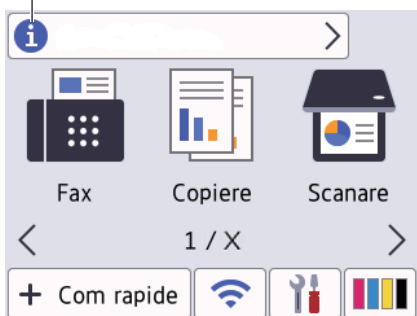 i
Fax Copiere Scanare
1 / X
+ Com rapide